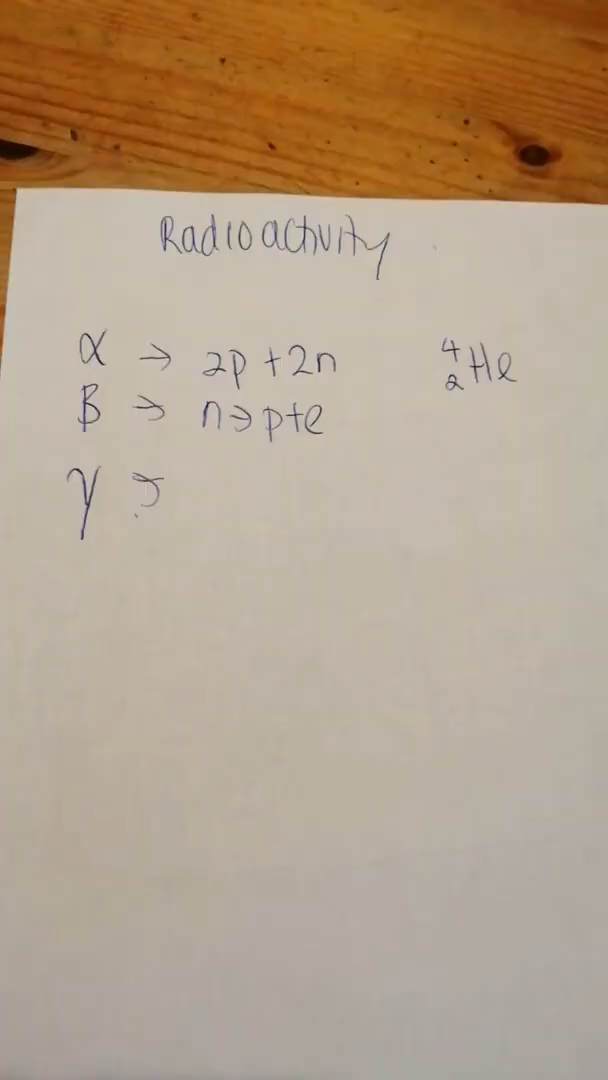 Radioactivity
α → 2p + 2n ⁴₂He
β → n → p+e
γ →